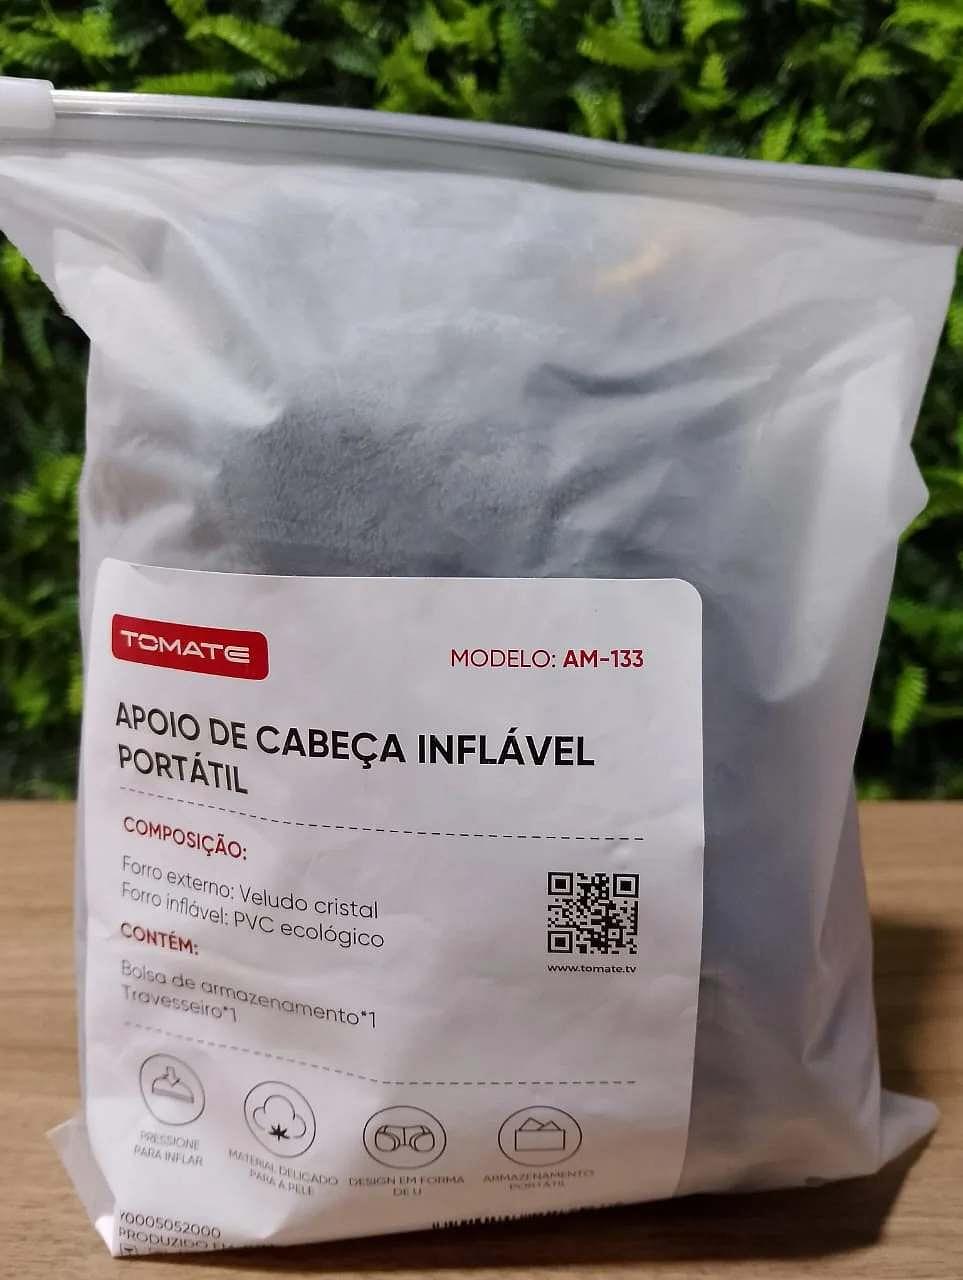 TOMATE
MODELO: AM-133
APOIO DE CABEÇA INFLÁVEL
PORTÁTIL
COMPOSIÇÃO:
Forro externo: Veludo cristal
Forro inflável: PVC ecológico
CONTÉM:
Bolsa de armazenamento*1
Travesseiro*1
www.tomate.tv
PRESSIONE
PARA INFLAR
MATERIAL DELICADO
PARA A PELE
DESIGN EM FORMA
DE U
ARMAZENAMENTO
PORTÁTIL
Y0005052000
PRODUZIDO